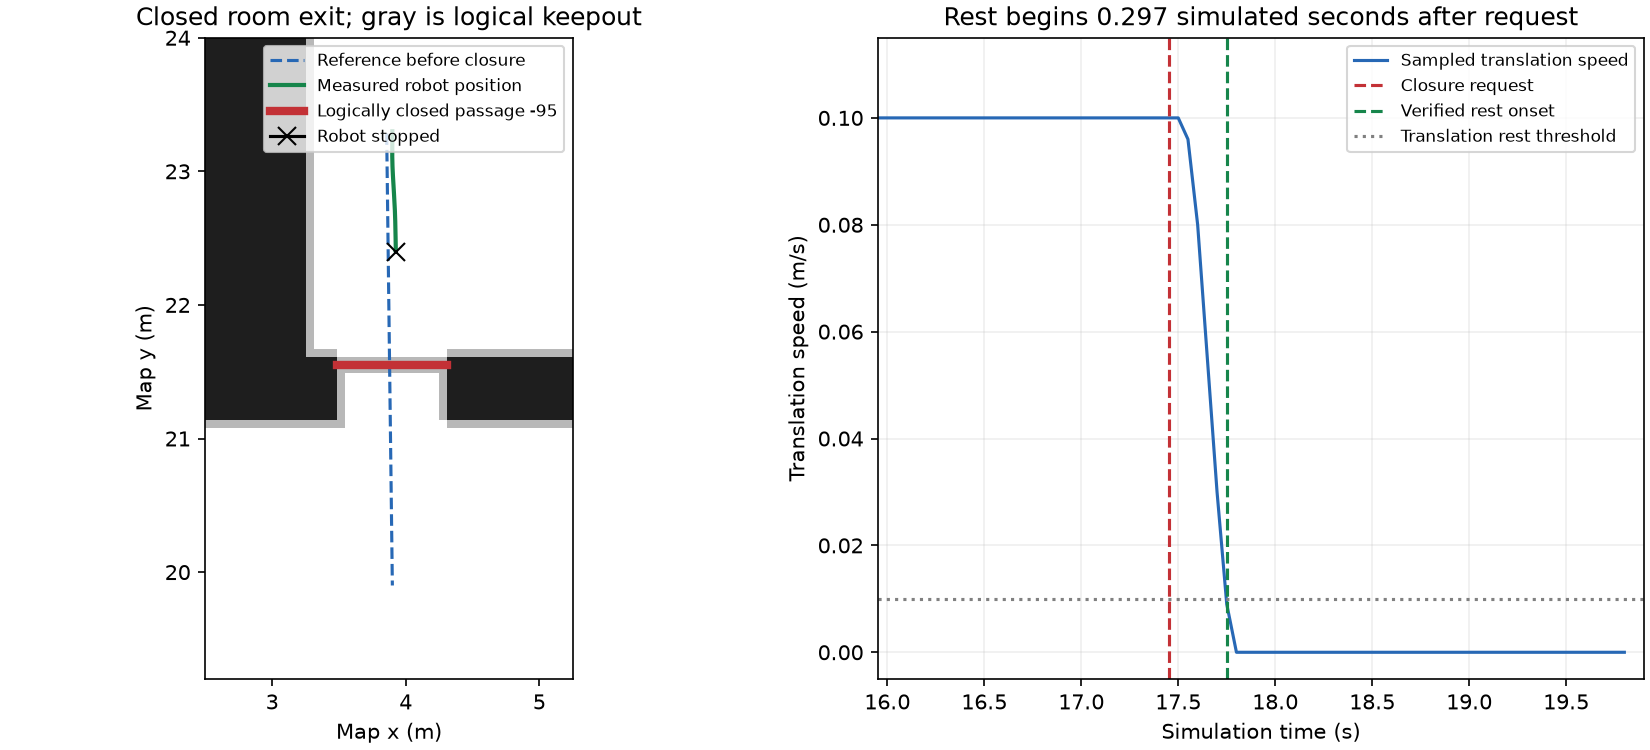 Closed room exit; gray is logical keepout
Reference before closure
Measured robot position
Logically closed passage -95
Robot stopped
24
23
22
21
20
Map y (m)
3
4
5
Map x (m)
Rest begins 0.297 simulated seconds after request
Sampled translation speed
Closure request
Verified rest onset
Translation rest threshold
0.10
0.08
0.06
0.04
0.02
0.00
Translation speed (m/s)
16.0
16.5
17.0
17.5
18.0
18.5
19.0
19.5
Simulation time (s)